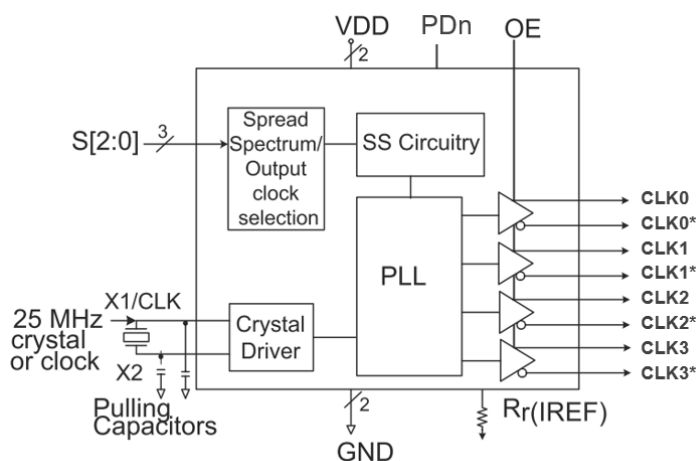 VDD
PDn
OE
2
S[2:0]
3
Spread
Spectrum/
Output
clock
selection
SS Circuitry
CLK0
CLK0*
CLK1
CLK1*
PLL
CLK2
CLK2*
CLK3
CLK3*
X1/CLK
25 MHz
crystal
or clock
X2
Crystal
Driver
Pulling
Capacitors
2
GND
Rr(IREF)